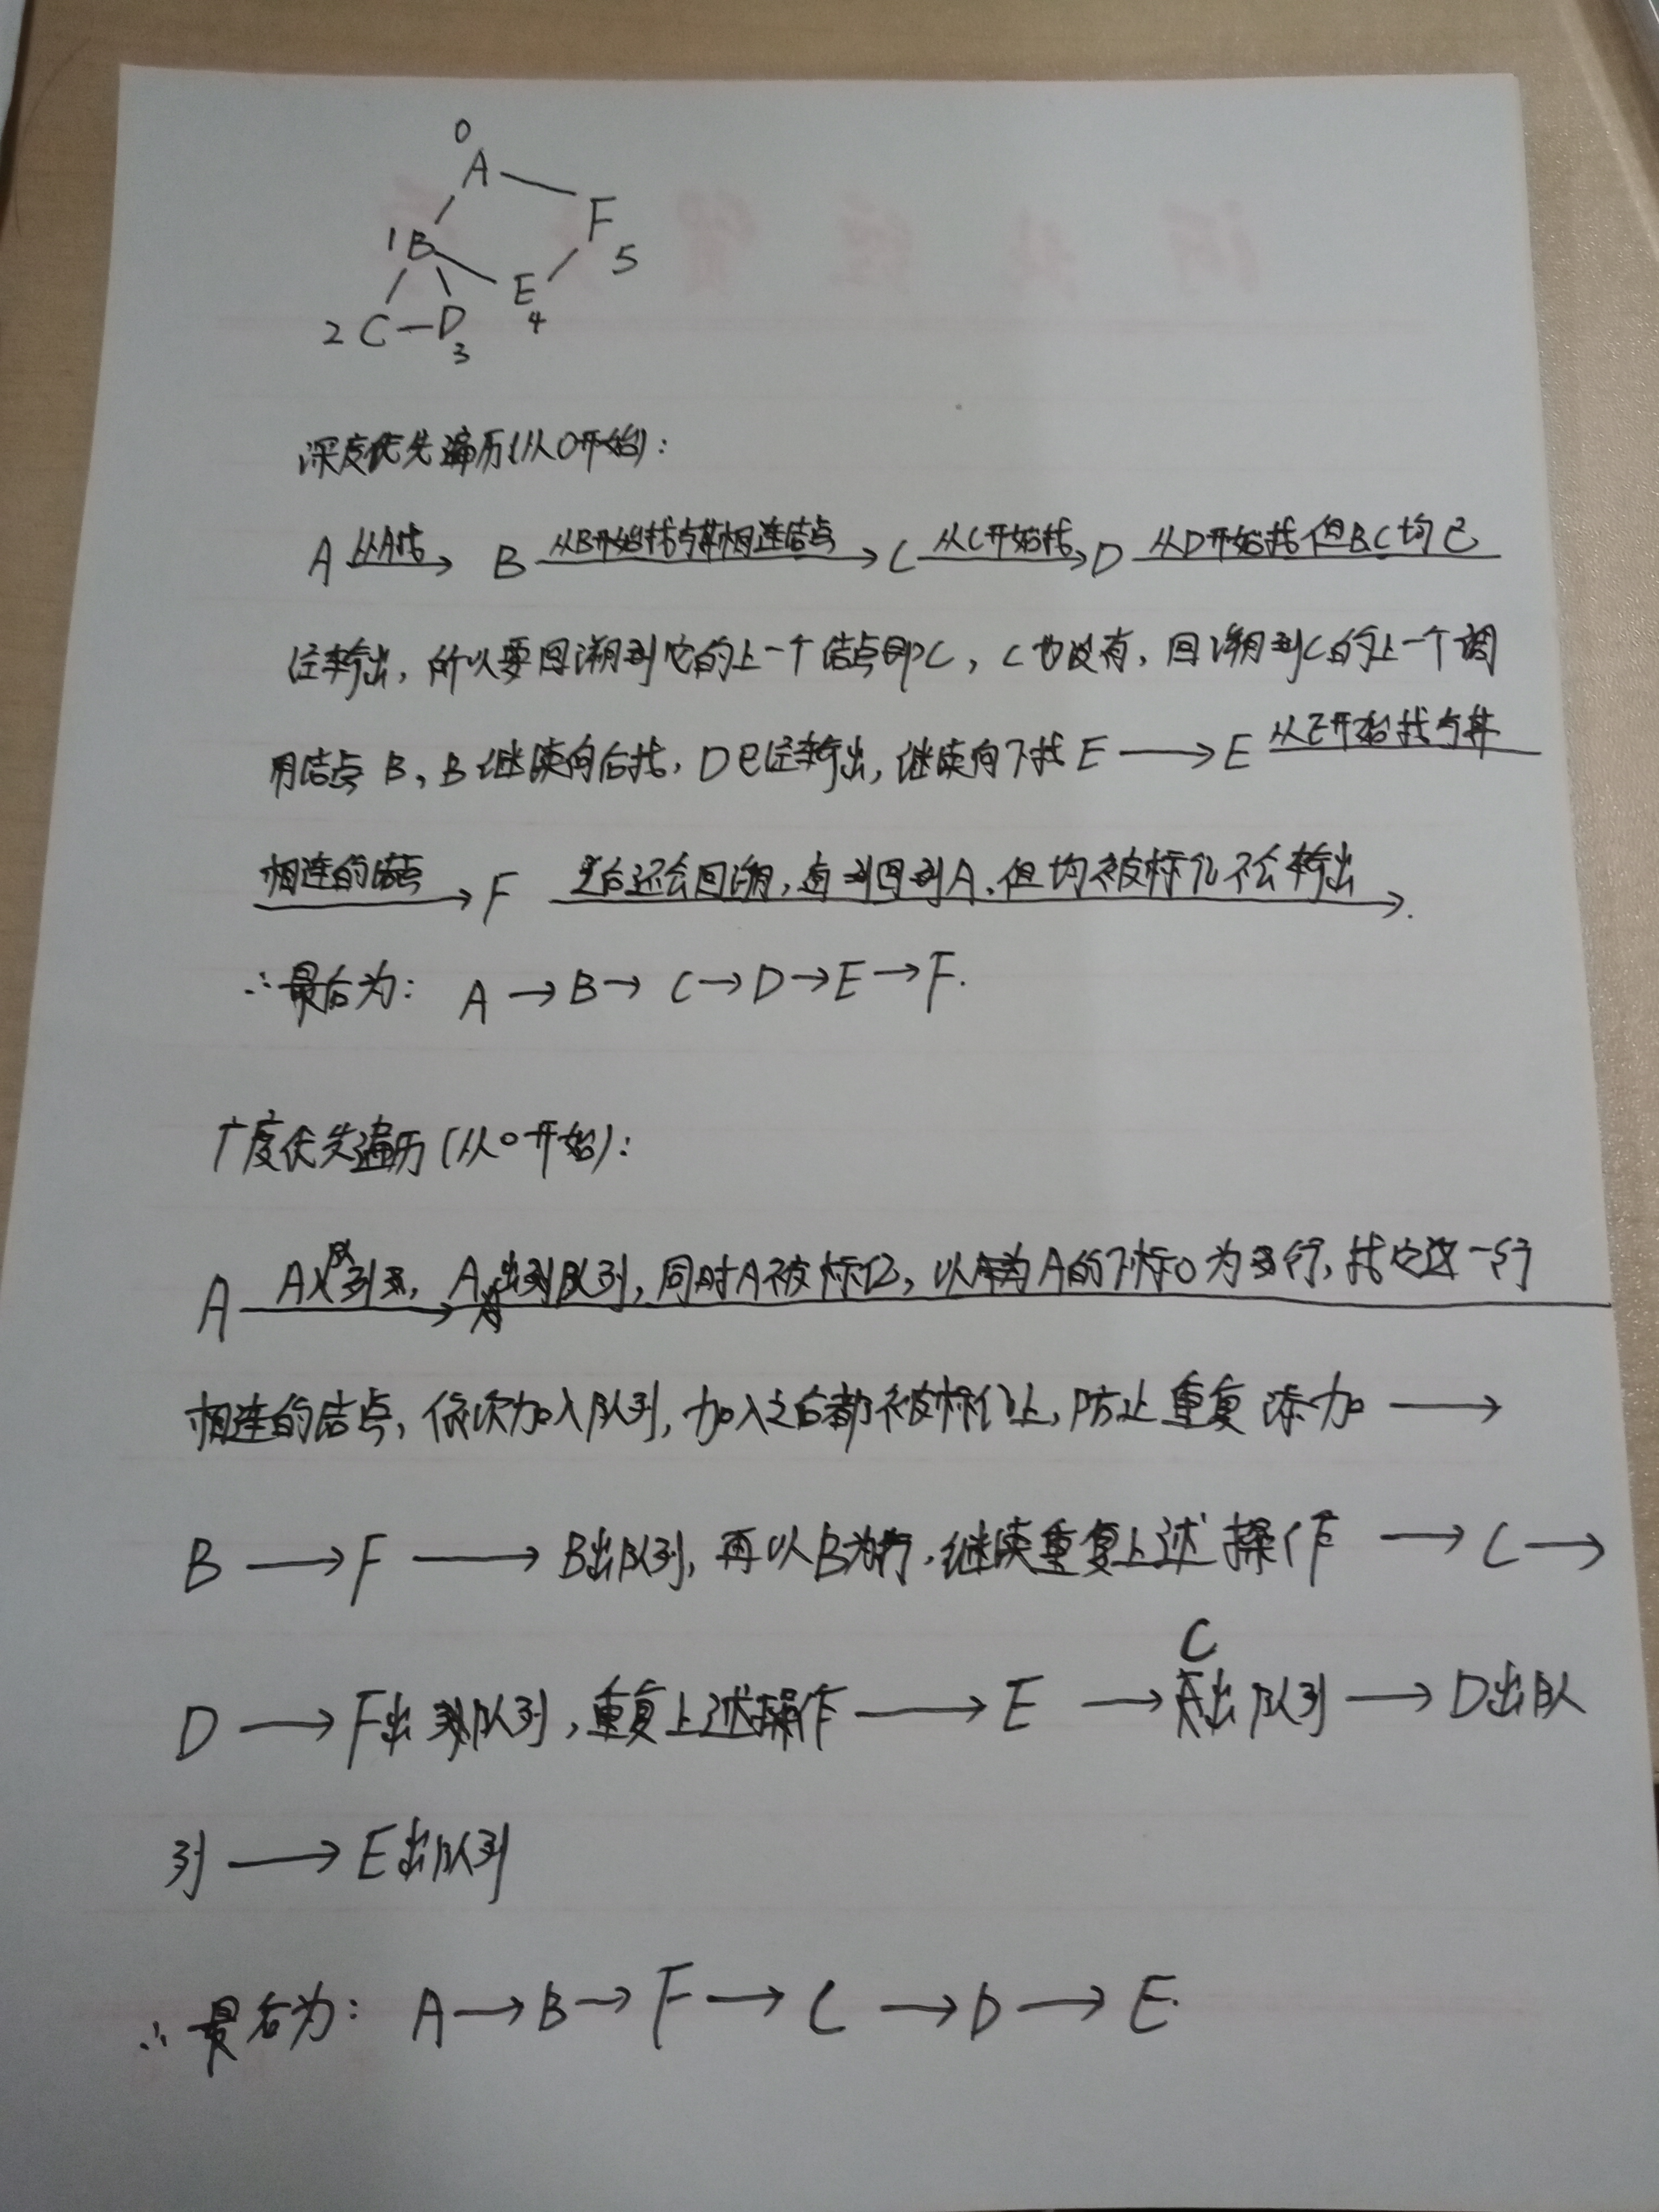 0
A
F
1 B
5
E
4
2 C D
3
深度优先遍历(从0开始):
A 从A找 B 从B开始找与其相连结点 C 从C开始找 D 从D开始找但B.C均已
经输出, 所以要回溯到它的上一个结点即C, C也没有, 回溯到C的上一个调
用结点 B, B继续向后找, D已经输出, 继续向下找 E → E 从E开始找与其
相连的结点 → F 之后还会回溯, 直到回到A, 但均被标记不会输出 .
∴最后为: A → B → C → D → E → F.
广度优先遍历(从0开始):
A A入队列, A出队列, 同时A被标记, 以A的下标0为行, 找它这一行
相连的结点, 依次加入队列, 加入之后都被标记上, 防止重复添加 →
B → F → B出队列, 再以B为行, 继续重复上述操作 → C →
D → F出队列, 重复上述操作 → E → C出队列 → D出队
列 → E出队列
∴最后为: A → B → F → C → D → E.